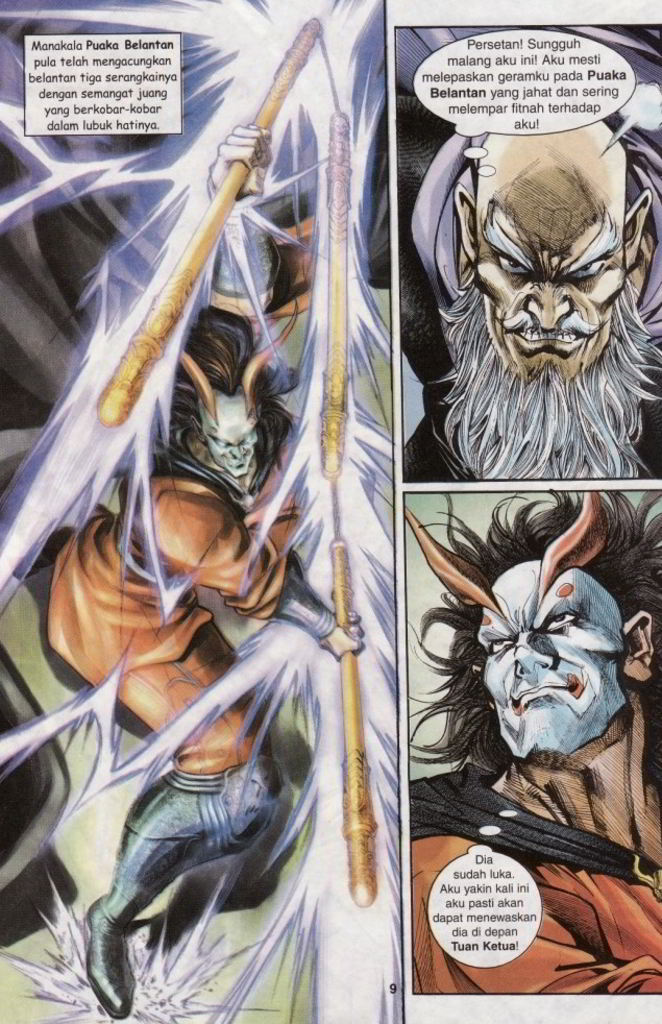 Manakala Puaka Belantan
pula telah mengacungkan
belantan tiga serangkainya
dengan semangat juang
yang berkobar-kobar
dalam lubuk hatinya.
Persetan! Sungguh
malang aku ini! Aku mesti
melepaskan geramku pada Puaka
Belantan yang jahat dan sering
melempar fitnah terhadap
aku!
Dia
sudah luka.
Aku yakin kali ini
aku pasti akan
dapat menewaskan
dia di depan
Tuan Ketua!
9